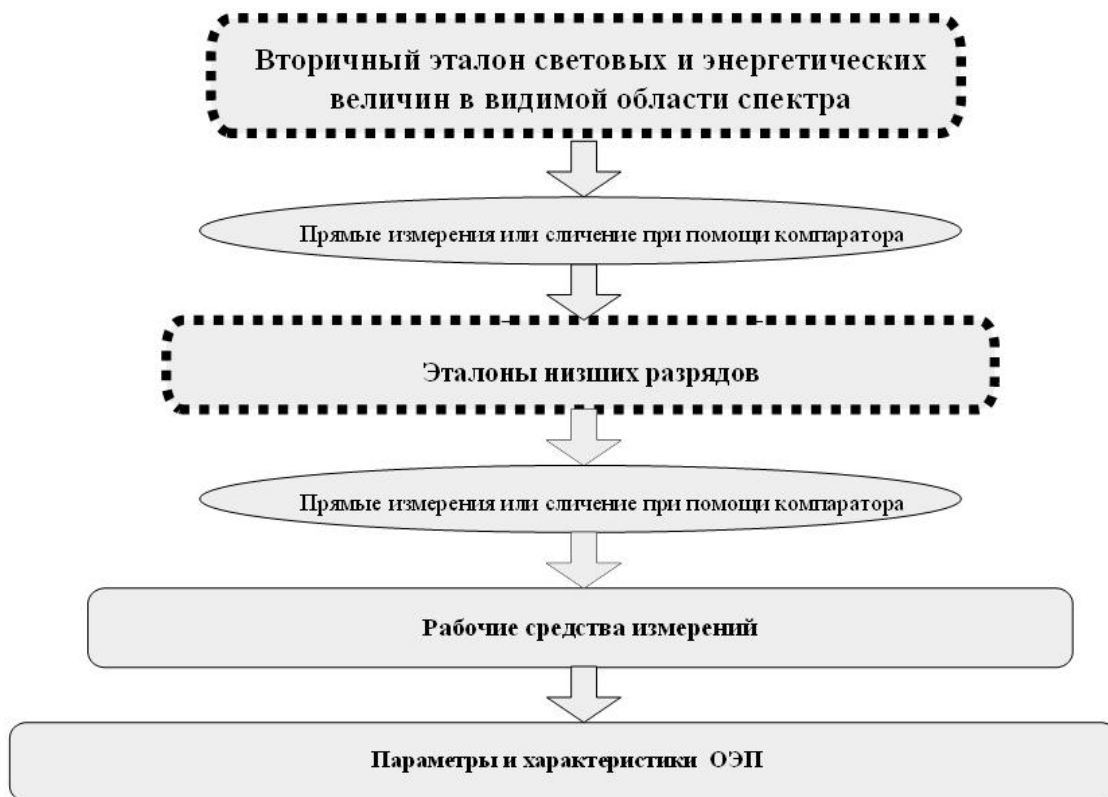 Вторичный эталон световых и энергетических
величин в видимой области спектра
Прямые измерения или сличение при помощи компаратора
Эталоны низших разрядов
Прямые измерения или сличение при помощи компаратора
Рабочие средства измерений
Параметры и характеристики ОЭП